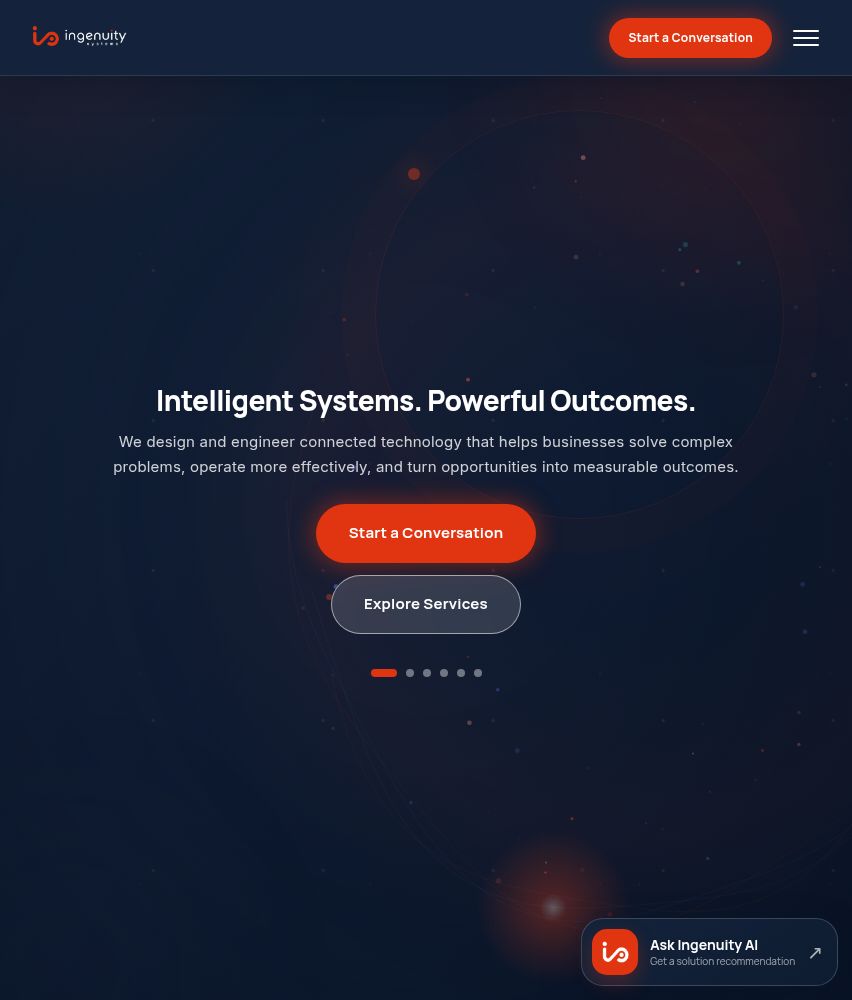 ingenuity
systems
Start a Conversation
Intelligent Systems. Powerful Outcomes.
We design and engineer connected technology that helps businesses solve complex
problems, operate more effectively, and turn opportunities into measurable outcomes.
Start a Conversation
Explore Services
Ask Ingenuity AI
Get a solution recommendation